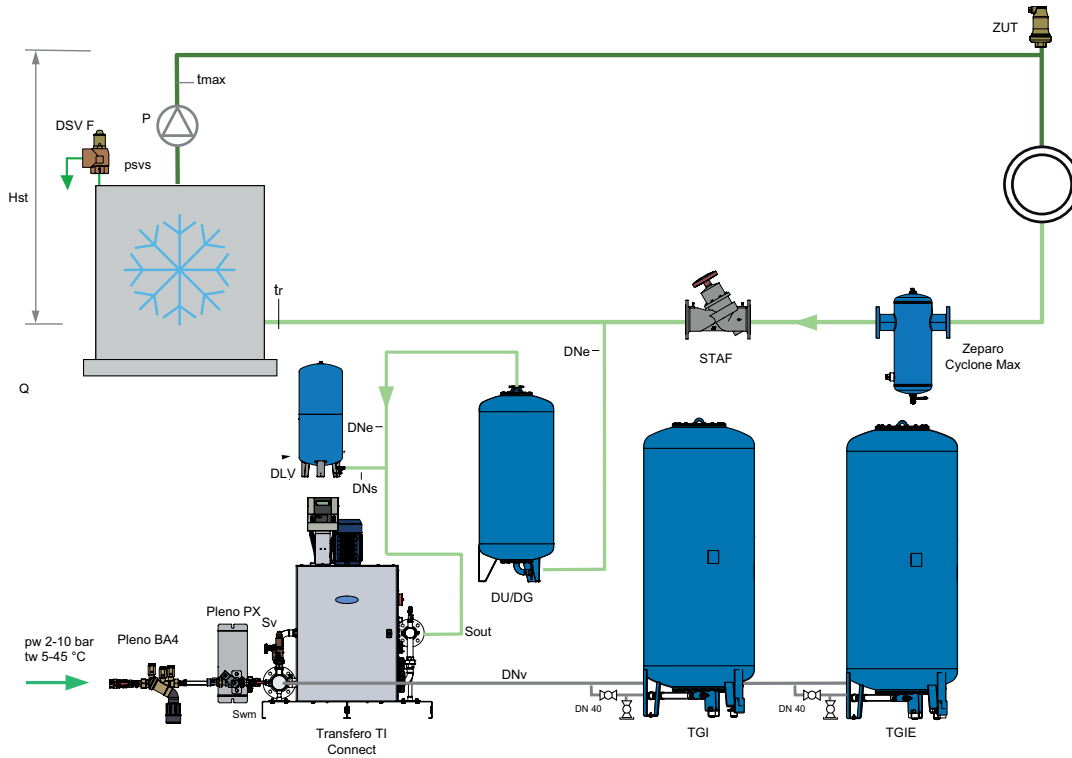 ZUT
tmax
P
DSV F
psvs
Hst
tr
DNe
STAF
Zeparo
Cyclone Max
Q
DNe
DLV
DNs
DU/DG
Pleno PX
Sv
Sout
Pleno BA4
pw 2-10 bar
tw 5-45 °C
DNv
DN 40
DN 40
Swm
Transfero TI
Connect
TGI
TGIE